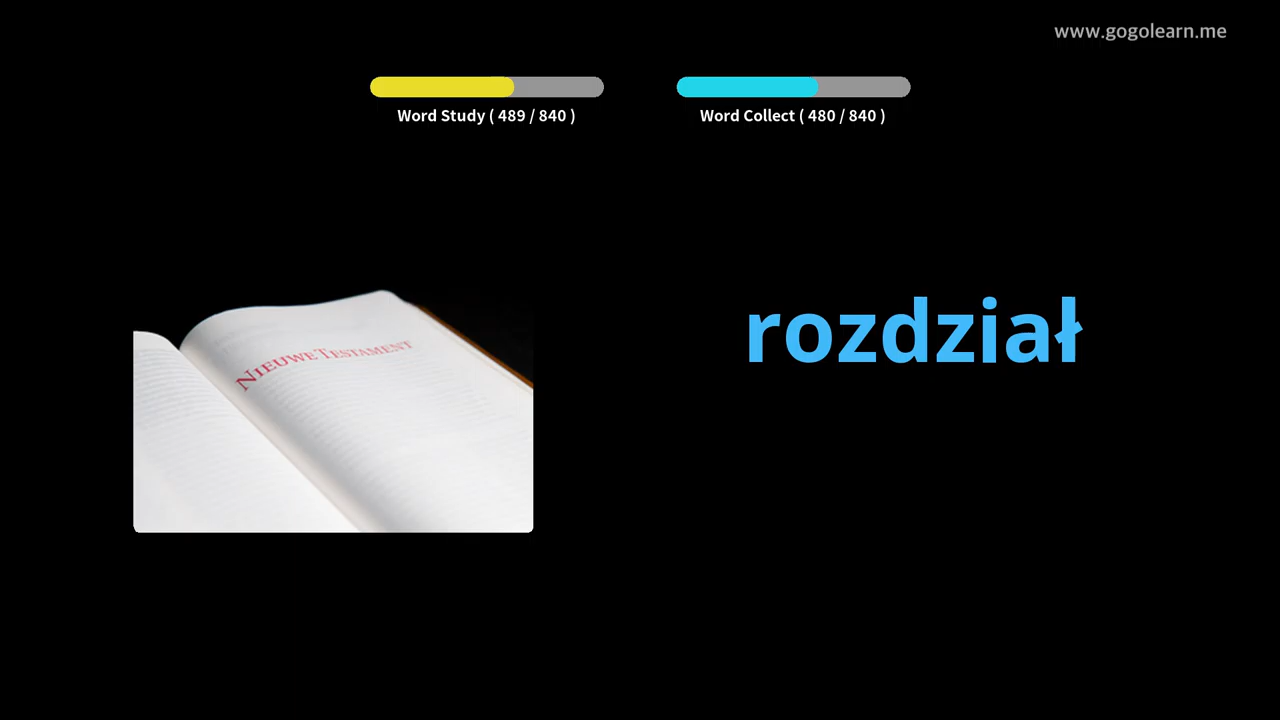 www.gogolearn.me
Word Study ( 489 / 840 )
Word Collect ( 480 / 840 )
NIEUWE TESTAMENT
rozdział